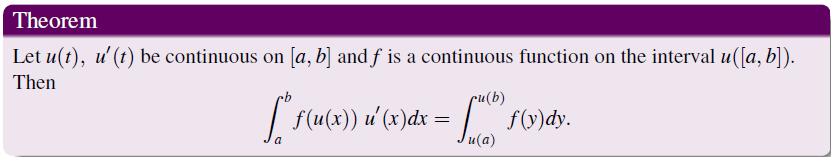 Theorem
Let u(t), u′(t) be continuous on [a, b] and f is a continuous function on the interval u([a, b]).
Then
∫_a^b f(u(x)) u′(x)dx = ∫_{u(a)}^{u(b)} f(y)dy.